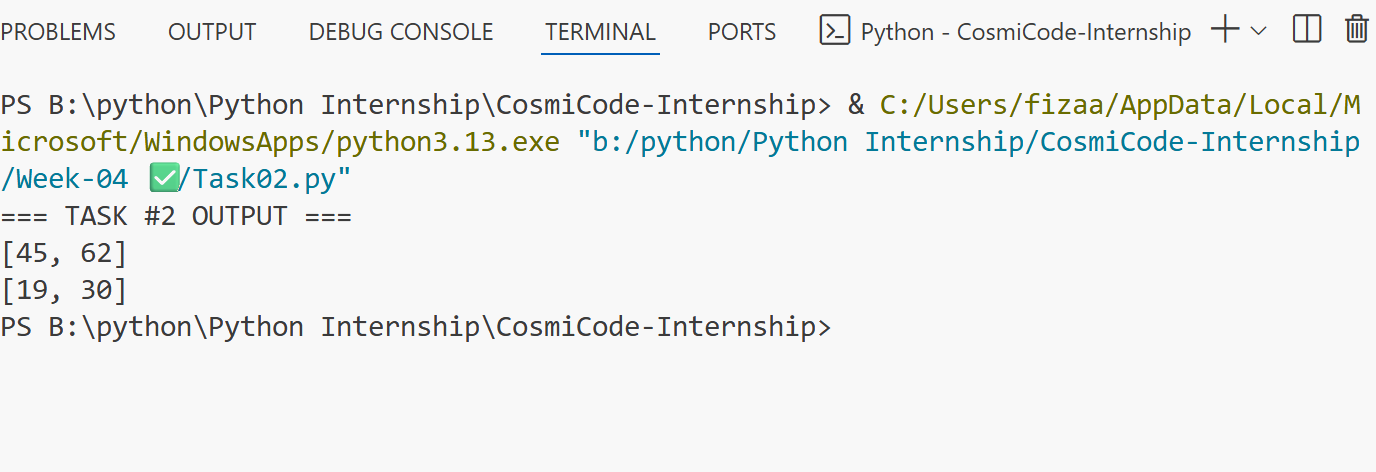 PROBLEMS OUTPUT DEBUG CONSOLE TERMINAL PORTS Python - CosmiCode-Internship
PS B:\python\Python Internship\CosmiCode-Internship> & C:/Users/fizaa/AppData/Local/M
icrosoft/WindowsApps/python3.13.exe "b:/python/Python Internship/CosmiCode-Internship
/Week-04 ✅/Task02.py"
=== TASK #2 OUTPUT ===
[45, 62]
[19, 30]
PS B:\python\Python Internship\CosmiCode-Internship>